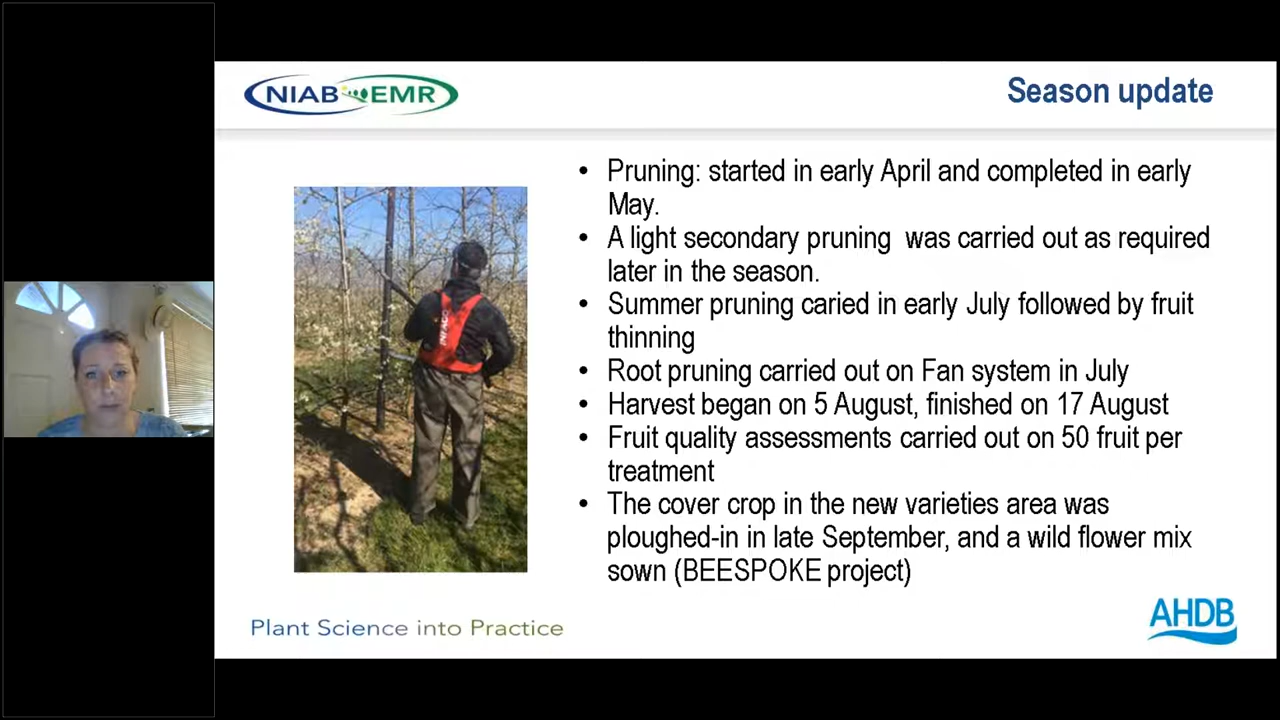 NIAB EMR
Season update
• Pruning: started in early April and completed in early
May.
• A light secondary pruning was carried out as required
later in the season.
• Summer pruning caried in early July followed by fruit
thinning
• Root pruning carried out on Fan system in July
• Harvest began on 5 August, finished on 17 August
• Fruit quality assessments carried out on 50 fruit per
treatment
• The cover crop in the new varieties area was
ploughed-in in late September, and a wild flower mix
sown (BEESPOKE project)
Plant Science into Practice
AHDB